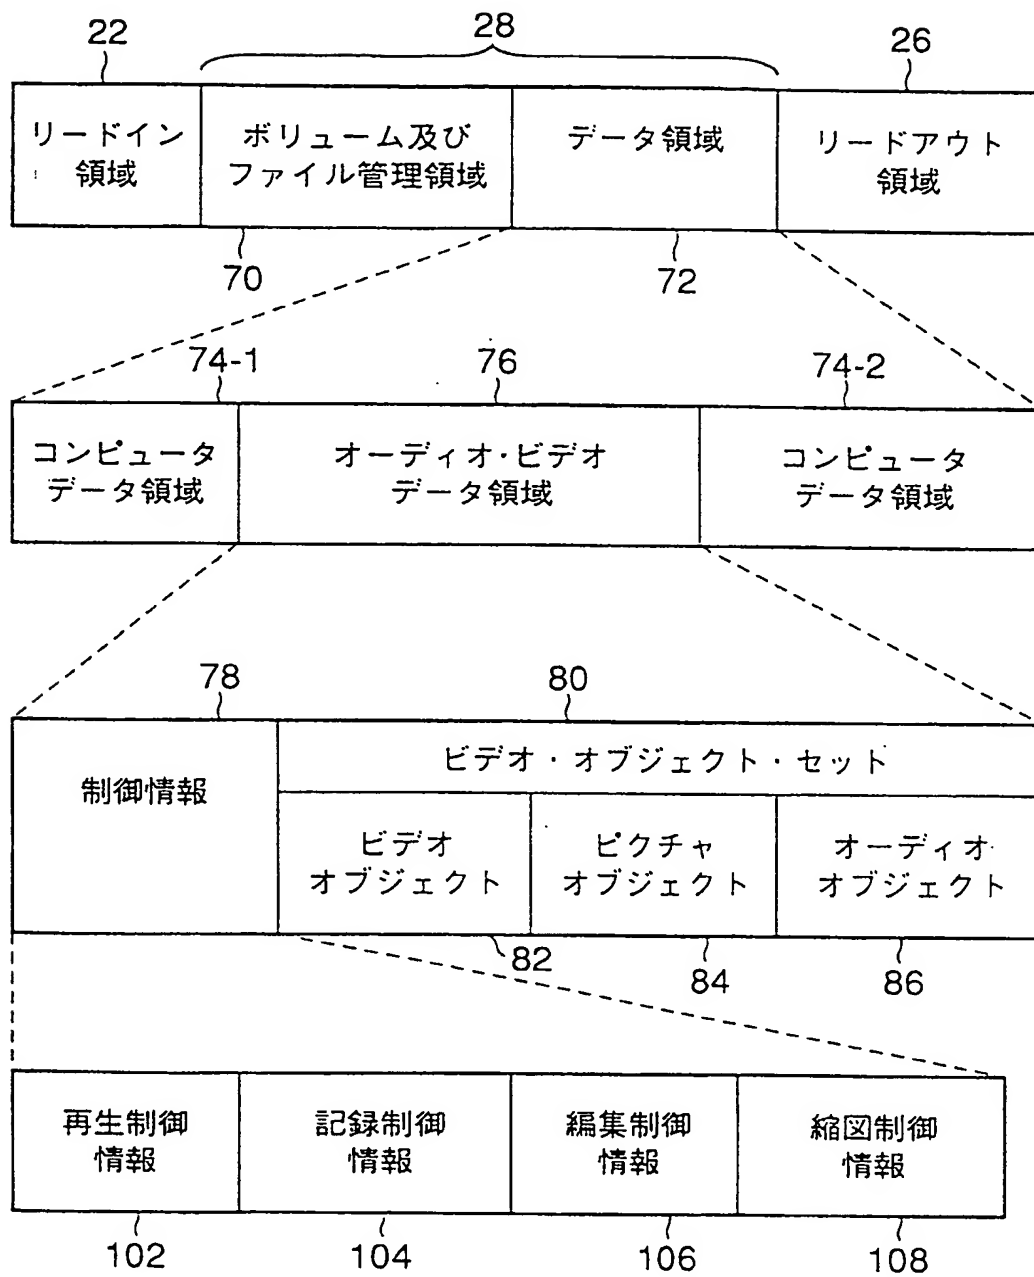 22
28
26
リードイン
領域
ボリューム及び
ファイル管理領域
データ領域
リードアウト
領域
70
72
74-1
76
74-2
コンピュータ
データ領域
オーディオ・ビデオ
データ領域
コンピュータ
データ領域
78
80
制御情報
ビデオ・オブジェクト・セット
ビデオ
オブジェクト
ピクチャ
オブジェクト
オーディオ
オブジェクト
82
84
86
再生制御
情報
記録制御
情報
編集制御
情報
縮図制御
情報
102
104
106
108